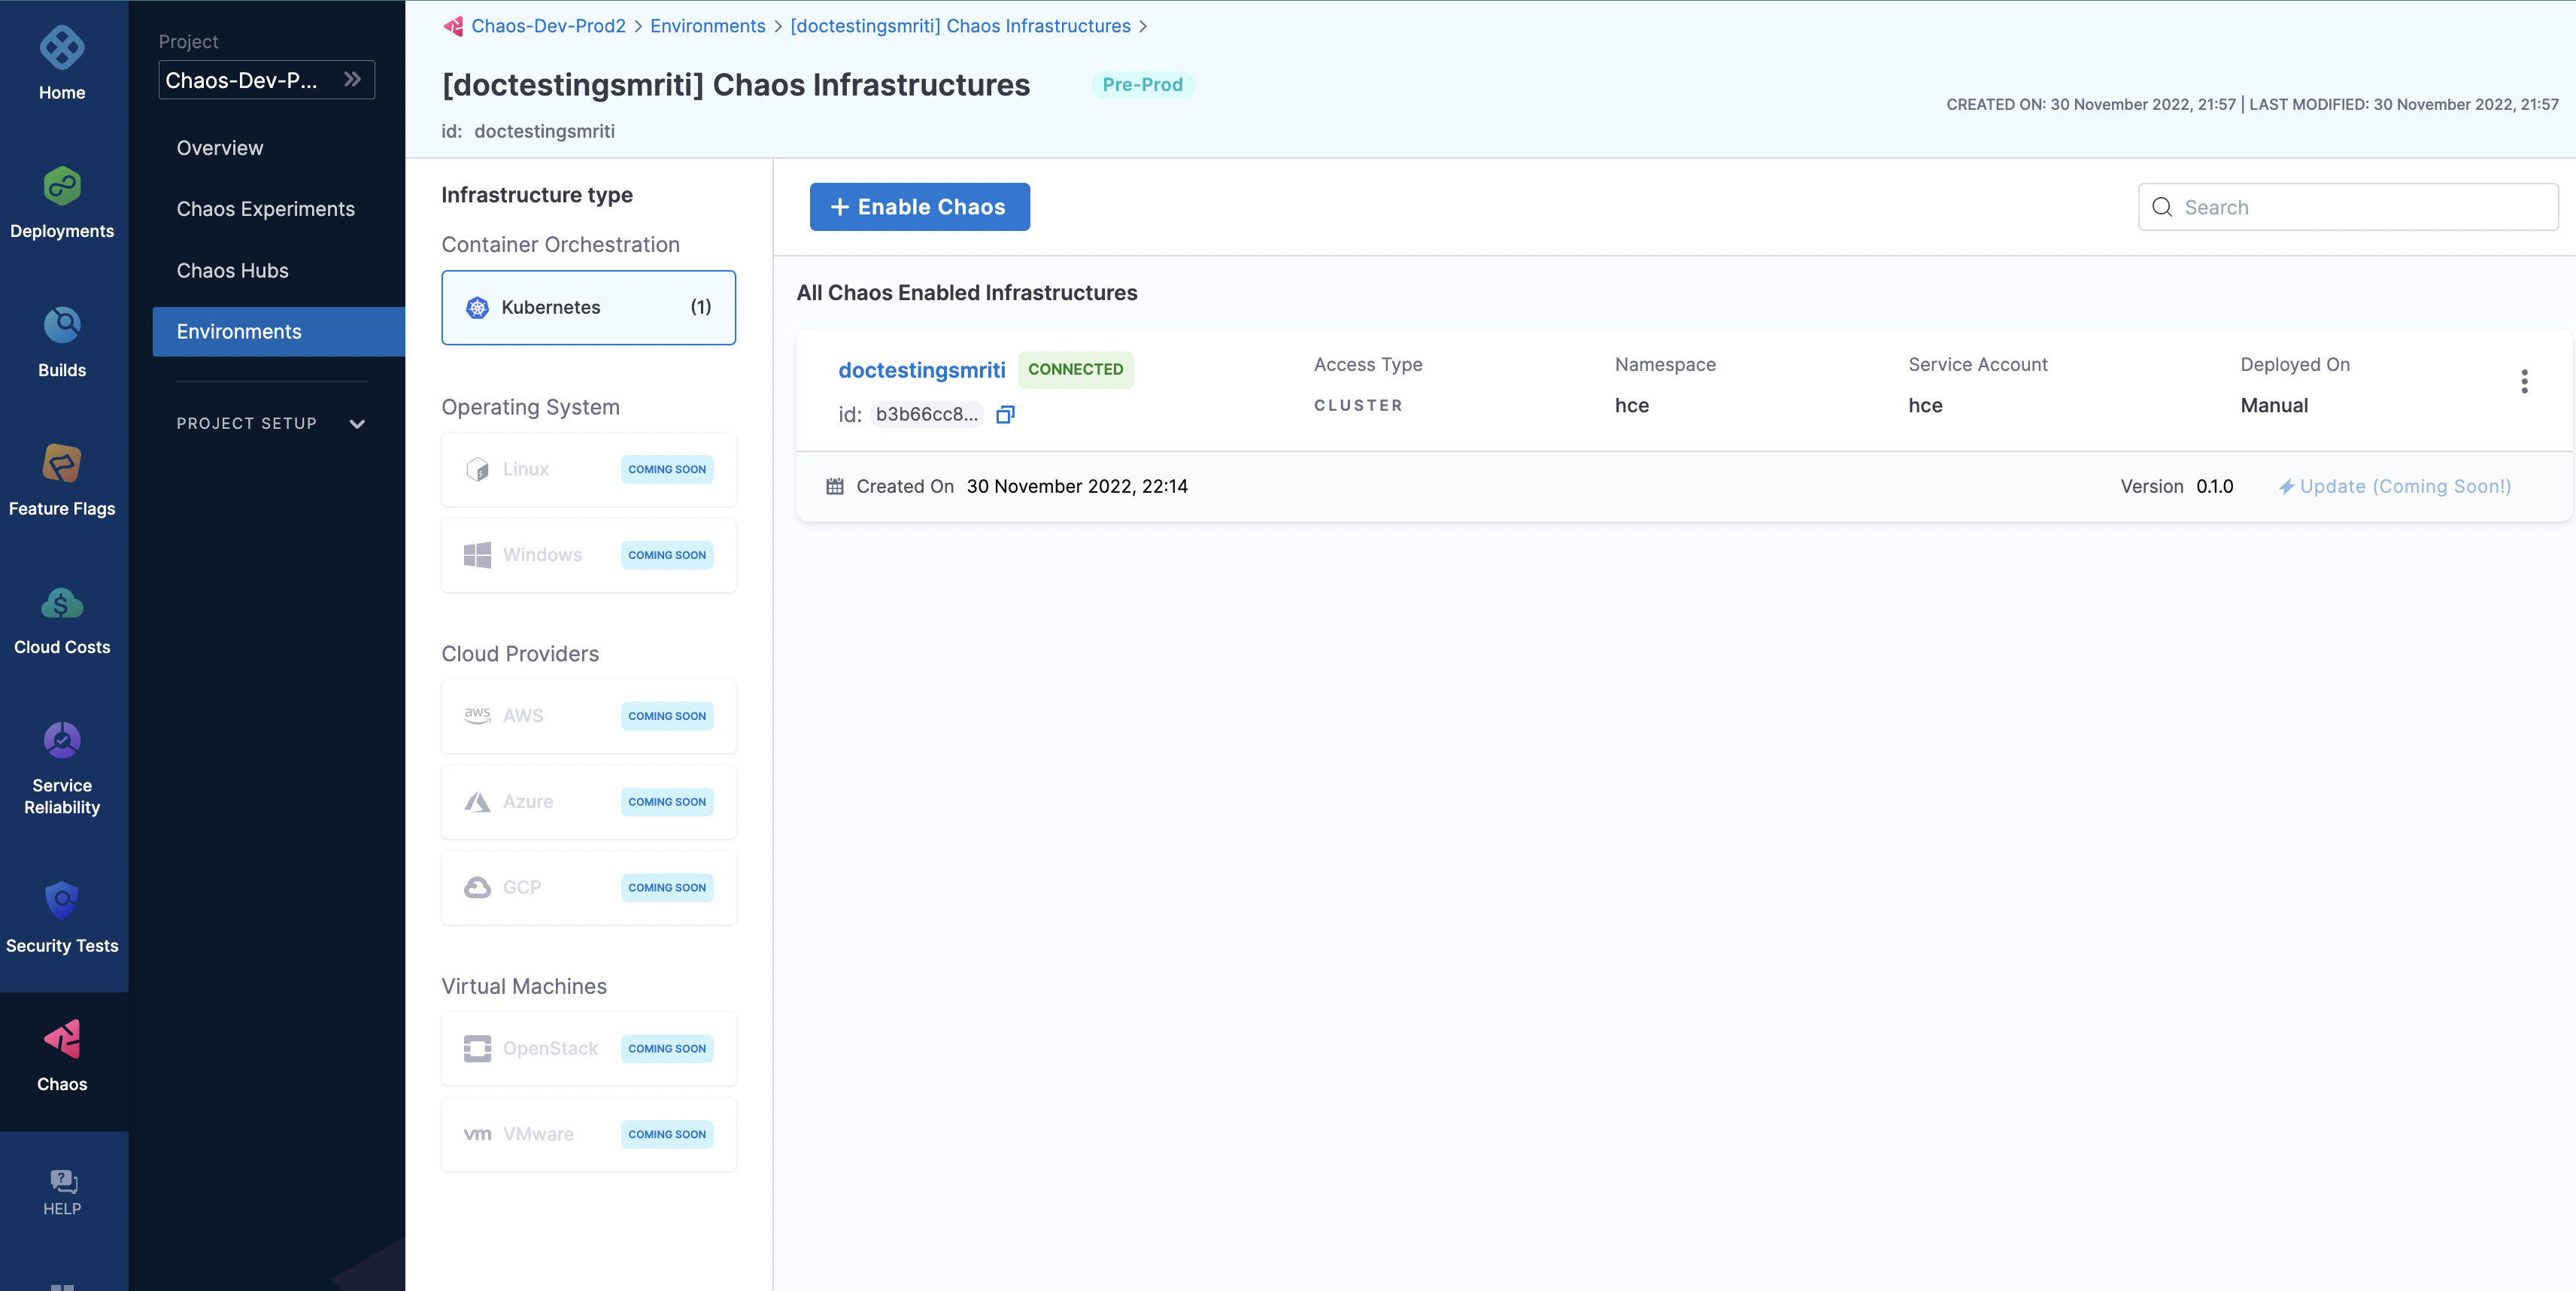 Home
Deployments
Builds
Feature Flags
Cloud Costs
Service
Reliability
Security Tests
Chaos
HELP
Project
Chaos-Dev-P...
Overview
Chaos Experiments
Chaos Hubs
Environments
PROJECT SETUP
Chaos-Dev-Prod2 > Environments > [doctestingsmriti] Chaos Infrastructures >
[doctestingsmriti] Chaos Infrastructures Pre-Prod
CREATED ON: 30 November 2022, 21:57 | LAST MODIFIED: 30 November 2022, 21:57
id: doctestingsmriti
Infrastructure type
Container Orchestration
Kubernetes (1)
Operating System
Linux COMING SOON
Windows COMING SOON
Cloud Providers
aws AWS COMING SOON
Azure COMING SOON
GCP COMING SOON
Virtual Machines
OpenStack COMING SOON
vm VMware COMING SOON
+ Enable Chaos
Search
All Chaos Enabled Infrastructures
doctestingsmriti CONNECTED
id: b3b66cc8...
Access Type
CLUSTER
Namespace
hce
Service Account
hce
Deployed On
Manual
Created On 30 November 2022, 22:14
Version 0.1.0 Update (Coming Soon!)